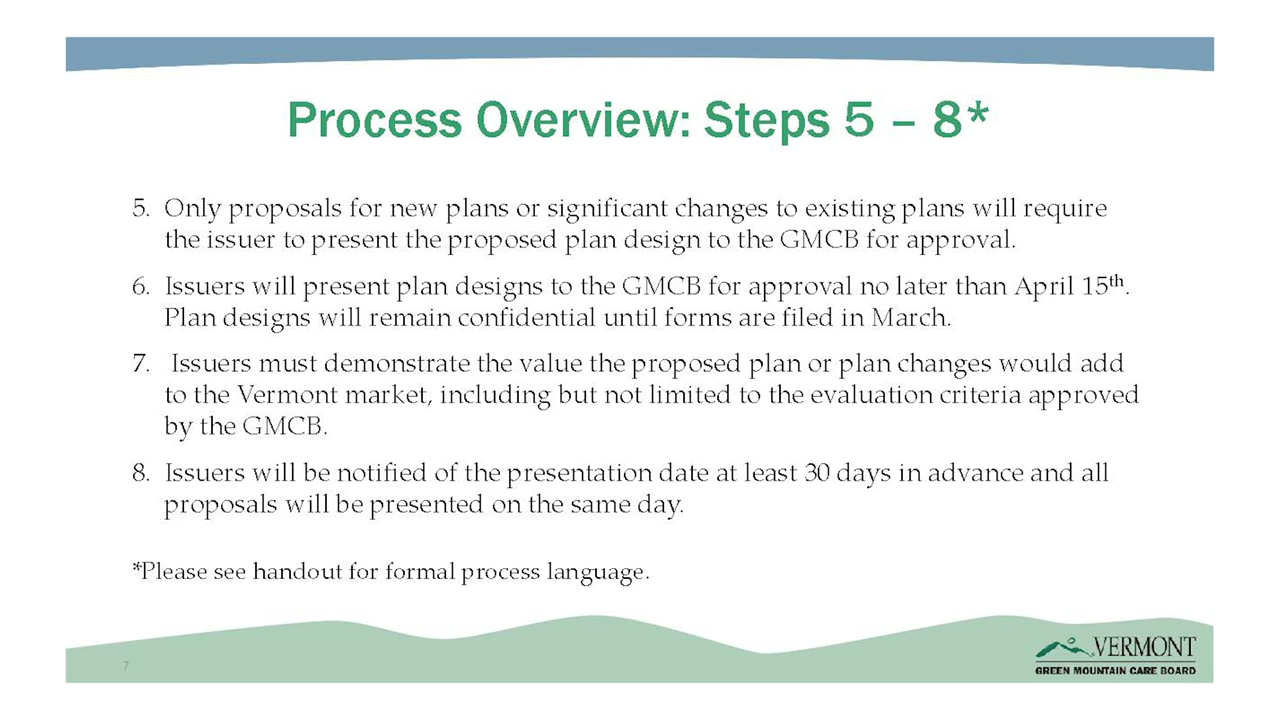 Process Overview: Steps 5 – 8*
5. Only proposals for new plans or significant changes to existing plans will require
the issuer to present the proposed plan design to the GMCB for approval.
6. Issuers will present plan designs to the GMCB for approval no later than April 15th.
Plan designs will remain confidential until forms are filed in March.
7. Issuers must demonstrate the value the proposed plan or plan changes would add
to the Vermont market, including but not limited to the evaluation criteria approved
by the GMCB.
8. Issuers will be notified of the presentation date at least 30 days in advance and all
proposals will be presented on the same day.
*Please see handout for formal process language.
7
VERMONT
GREEN MOUNTAIN CARE BOARD